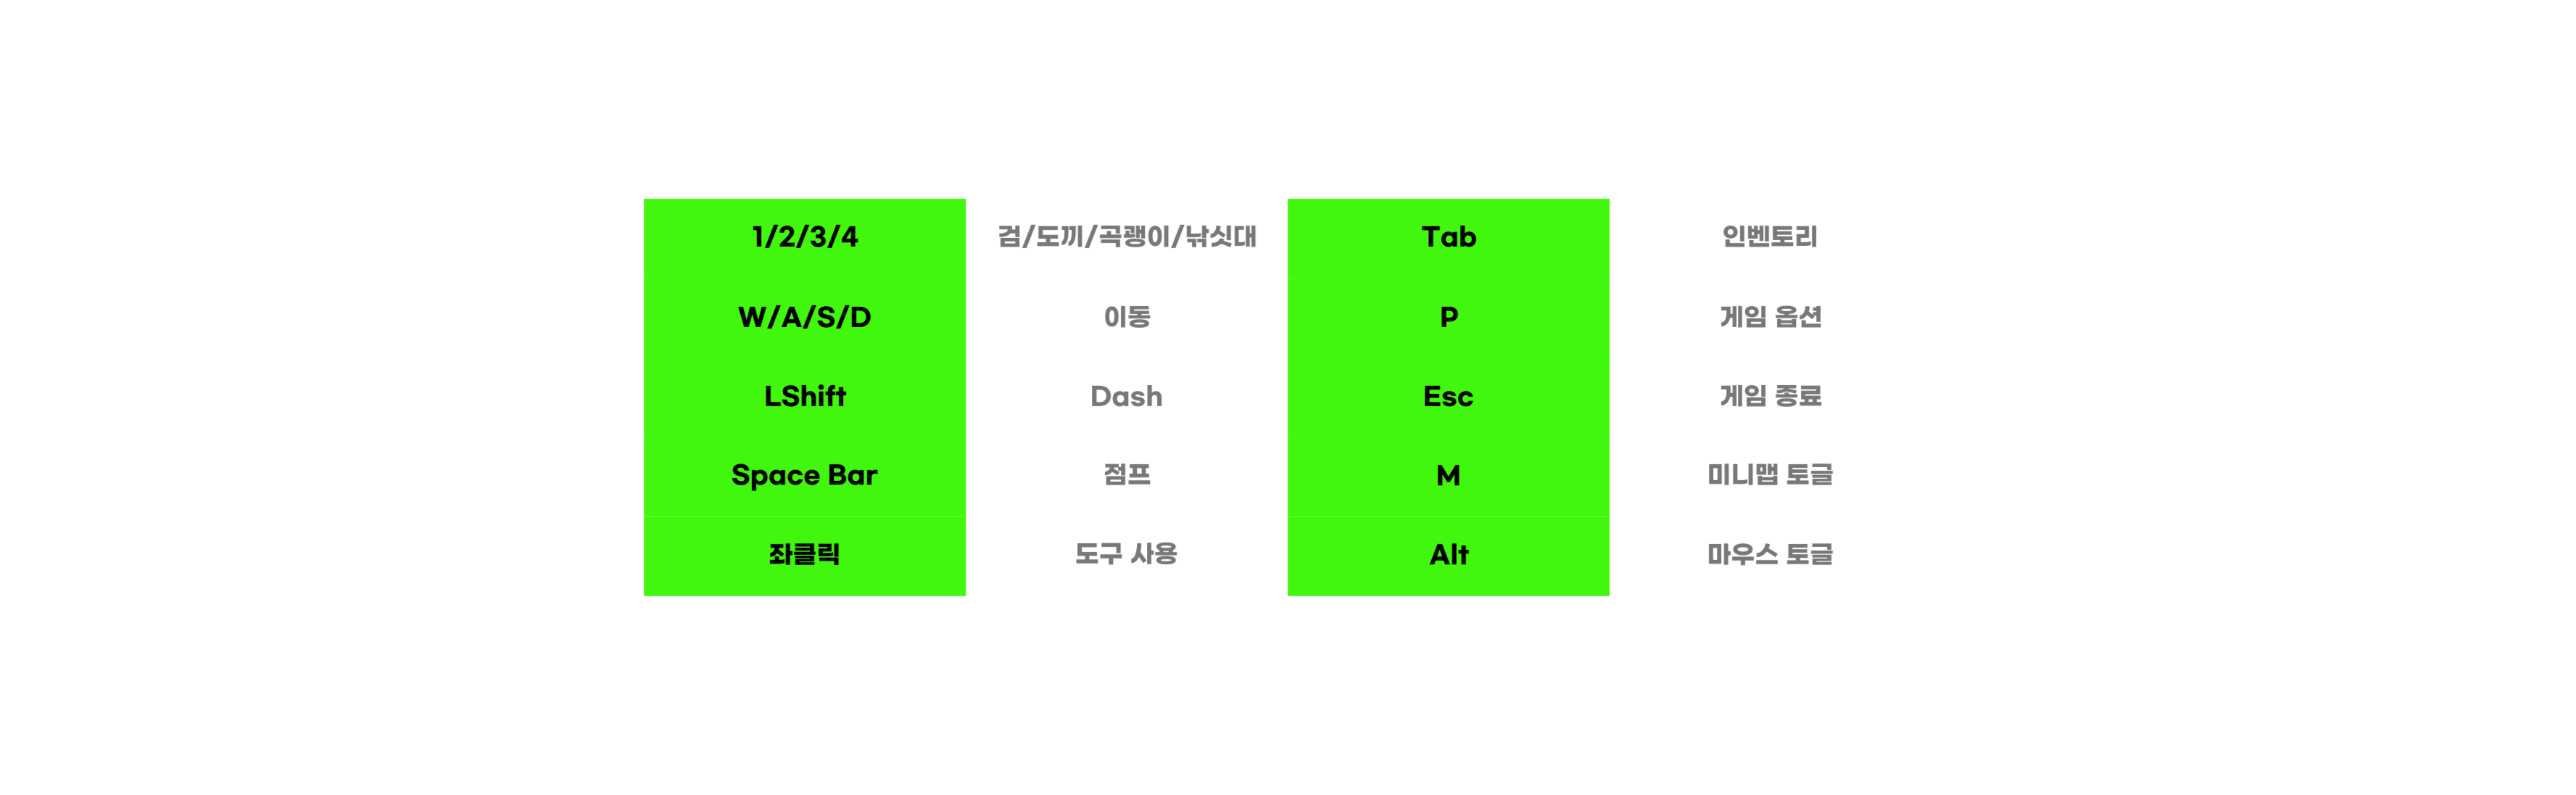 1/2/3/4 검/도끼/곡괭이/낚싯대 Tab 인벤토리
W/A/S/D 이동 P 게임 옵션
LShift Dash Esc 게임 종료
Space Bar 점프 M 미니맵 토글
좌클릭 도구 사용 Alt 마우스 토글